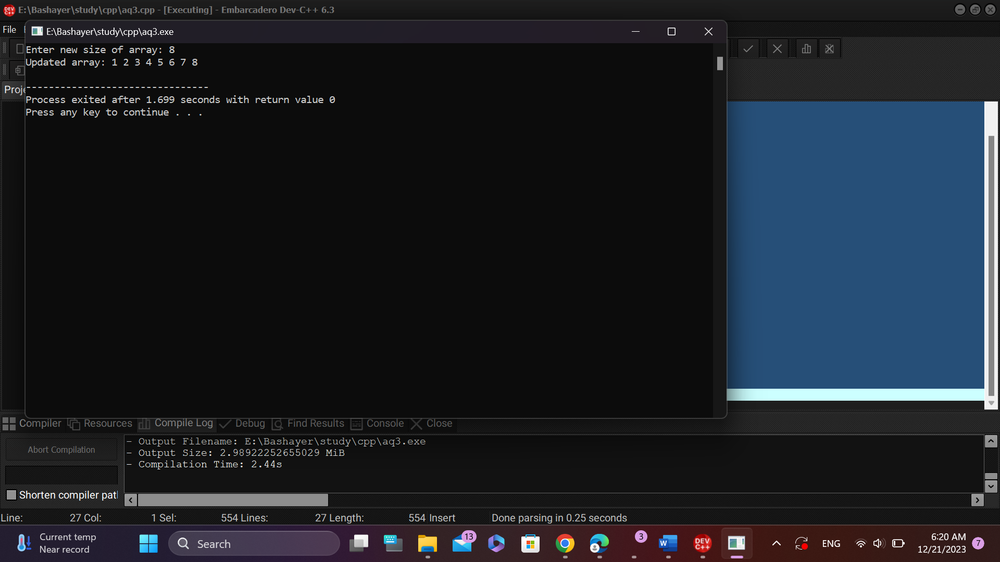 E:\Bashayer\study\cpp\aq3.cpp - [Executing] - Embarcadero Dev-C++ 6.3
File
E:\Bashayer\study\cpp\aq3.exe
Enter new size of array: 8
Updated array: 1 2 3 4 5 6 7 8
--------------------------------
Process exited after 1.699 seconds with return value 0
Press any key to continue . . .
Compiler Resources Compile Log Debug Find Results Console Close
Abort Compilation
Shorten compiler pat
- Output Filename: E:\Bashayer\study\cpp\aq3.exe
- Output Size: 2.98922252655029 MiB
- Compilation Time: 2.44s
Line: 27 Col: 1 Sel: 554 Lines: 27 Length: 554 Insert Done parsing in 0.25 seconds
Current temp
Near record
Search
13
3
W
DEV C++
ENG
6:20 AM
12/21/2023
7